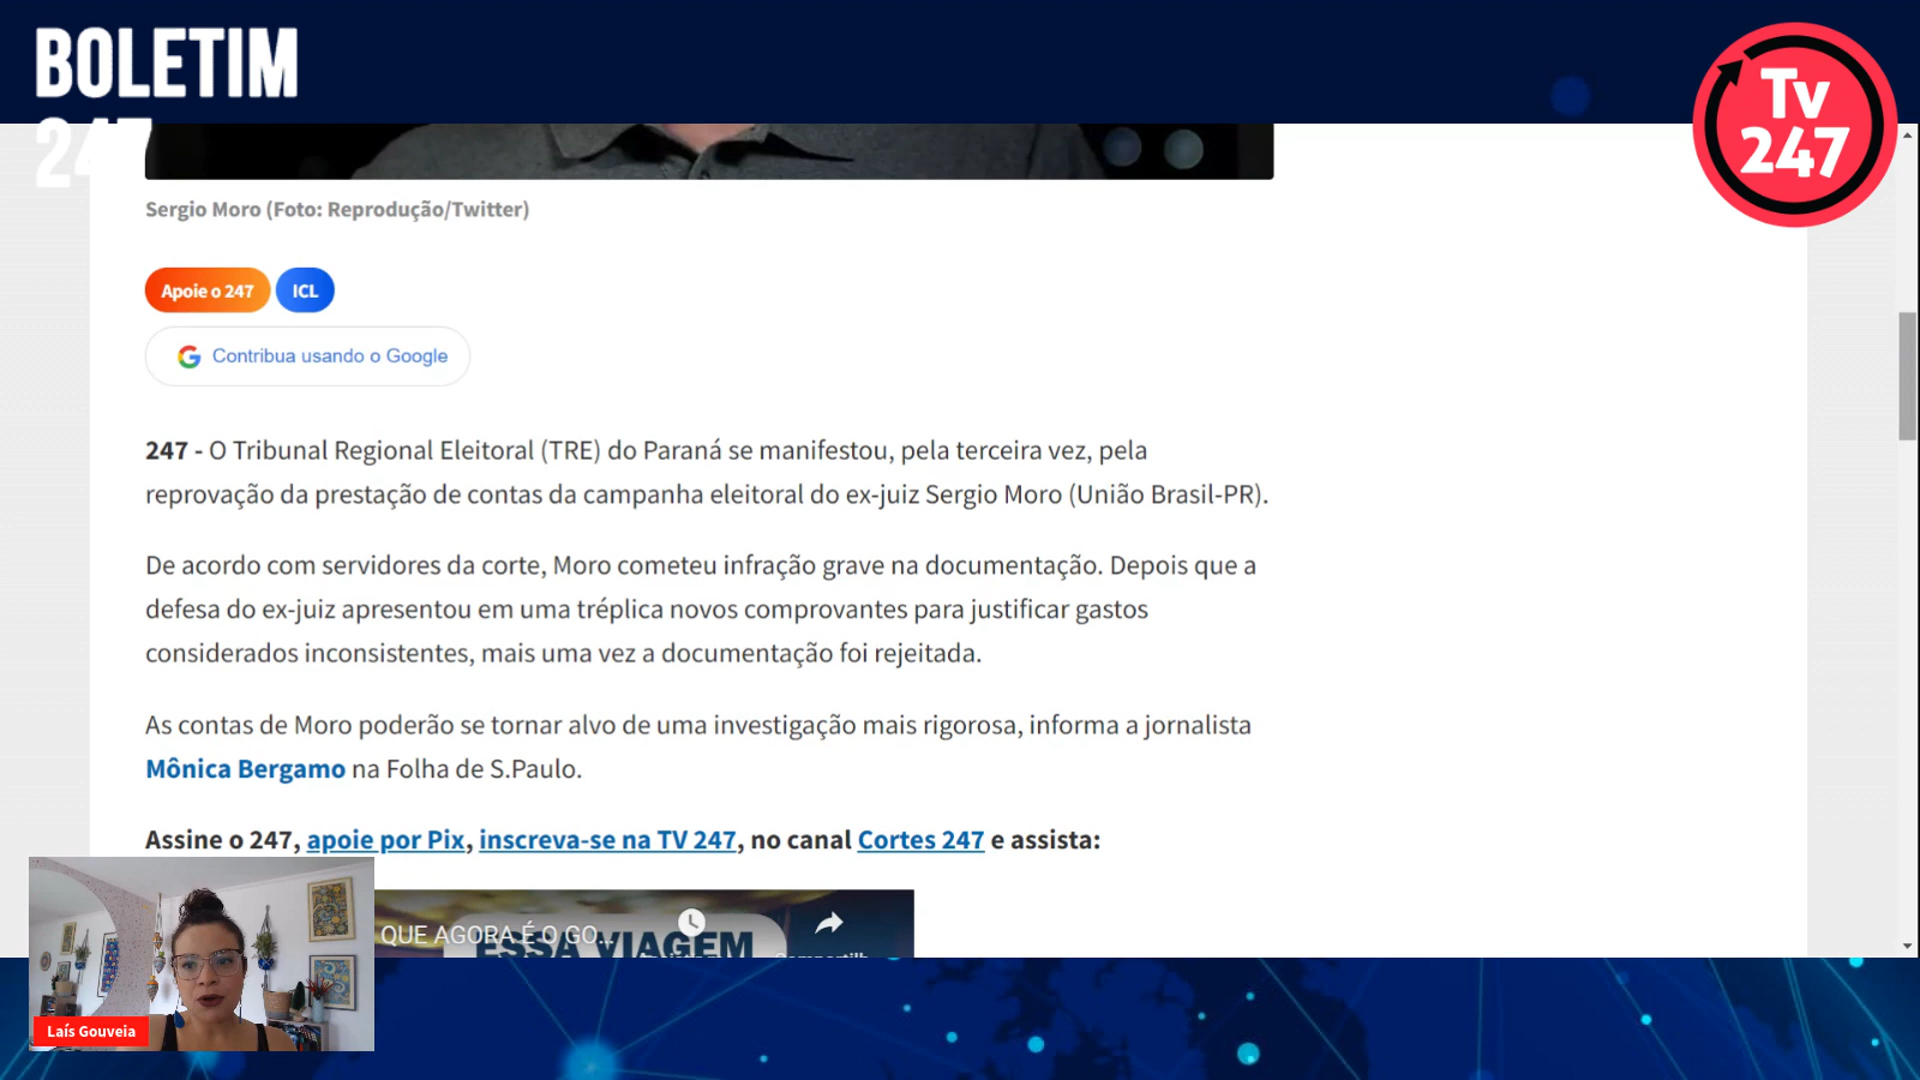 BOLETIM
247
Tv
247
Sergio Moro (Foto: Reprodução/Twitter)
Apoie o 247
ICL
Contribua usando o Google
247 - O Tribunal Regional Eleitoral (TRE) do Paraná se manifestou, pela terceira vez, pela
reprovação da prestação de contas da campanha eleitoral do ex-juiz Sergio Moro (União Brasil-PR).
De acordo com servidores da corte, Moro cometeu infração grave na documentação. Depois que a
defesa do ex-juiz apresentou em uma tréplica novos comprovantes para justificar gastos
considerados inconsistentes, mais uma vez a documentação foi rejeitada.
As contas de Moro poderão se tornar alvo de uma investigação mais rigorosa, informa a jornalista
Mônica Bergamo na Folha de S.Paulo.
Assine o 247, apoie por Pix, inscreva-se na TV 247, no canal Cortes 247 e assista:
QUE AGORA É O GO...
ESSA VIAGEM
Laís Gouveia